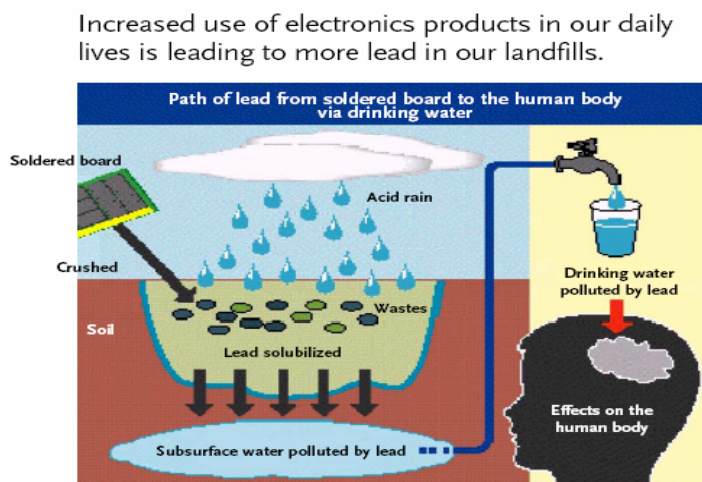 Increased use of electronics products in our daily
lives is leading to more lead in our landfills.
Path of lead from soldered board to the human body
via drinking water
Soldered board
Acid rain
Crushed
Drinking water
polluted by lead
Wastes
Soil
Lead solubilized
Effects on the
human body
Subsurface water polluted by lead